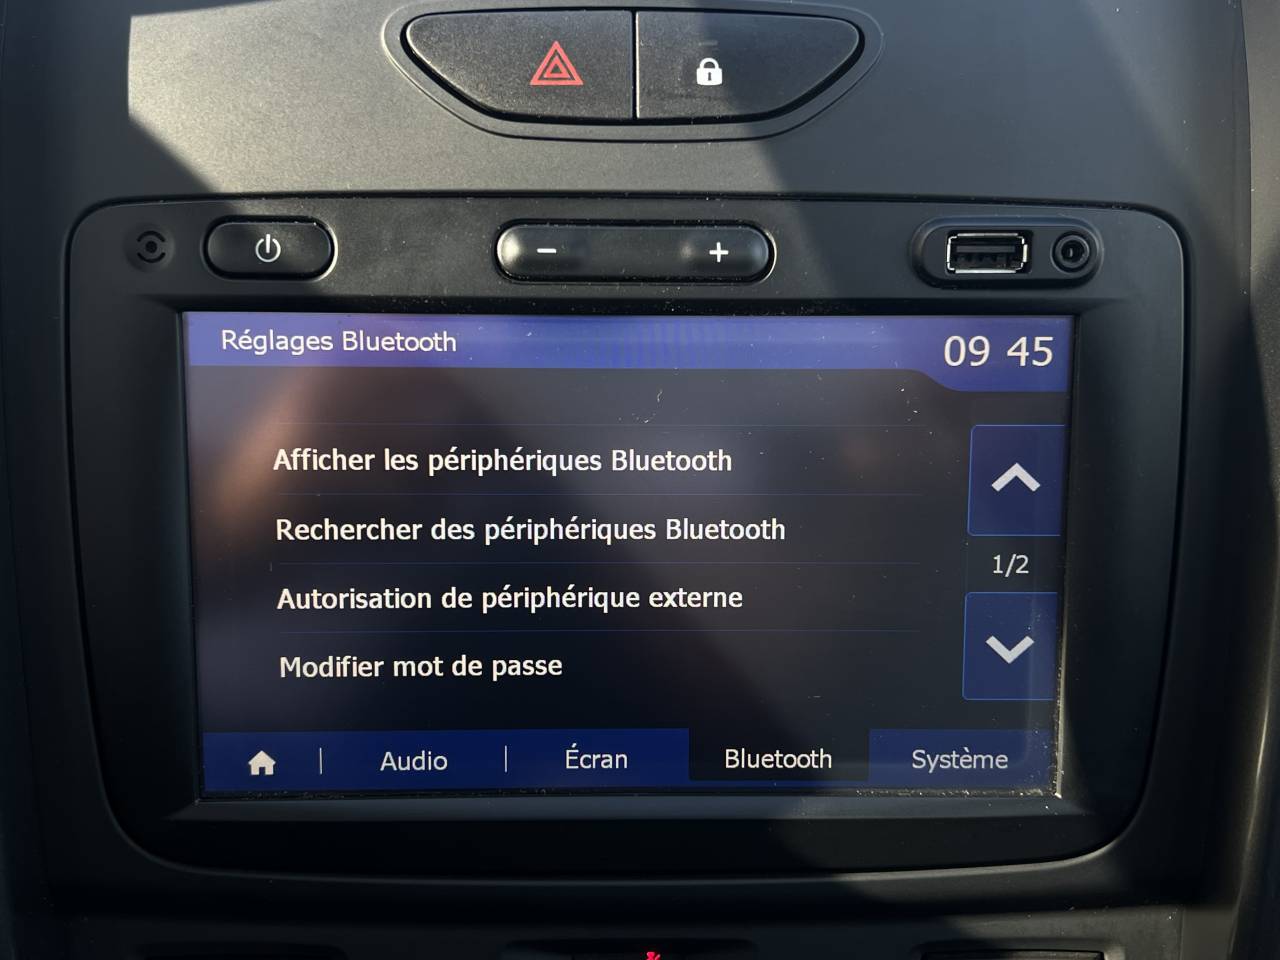 Réglages Bluetooth
09 45
Afficher les périphériques Bluetooth
Rechercher des périphériques Bluetooth
1/2
Autorisation de périphérique externe
Modifier mot de passe
Audio
Écran
Bluetooth
Système